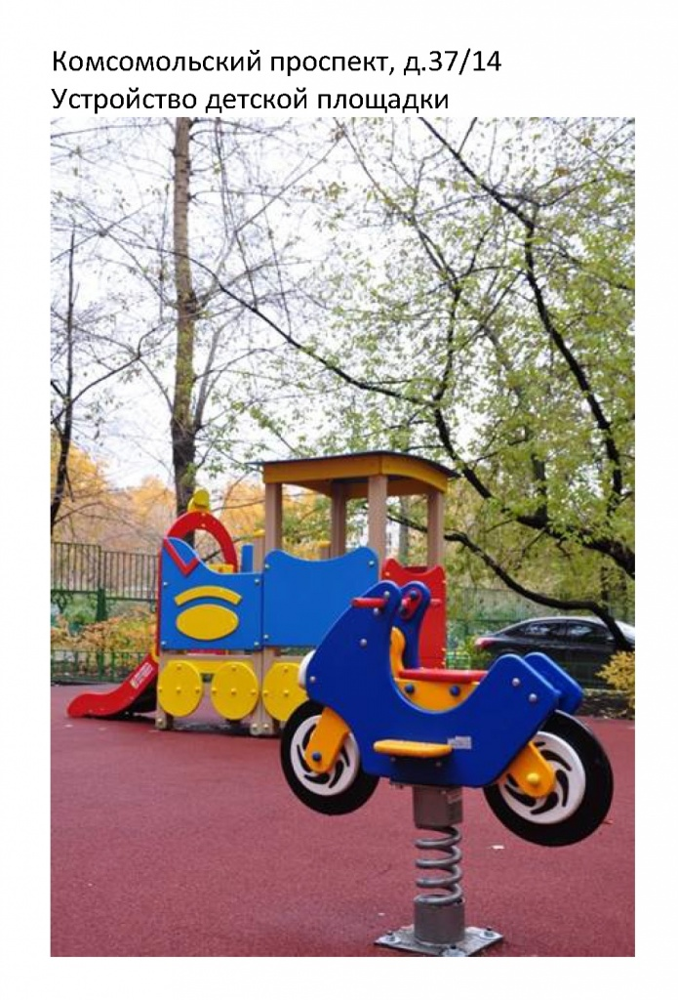 Комсомольский проспект, д.37/14
Устройство детской площадки